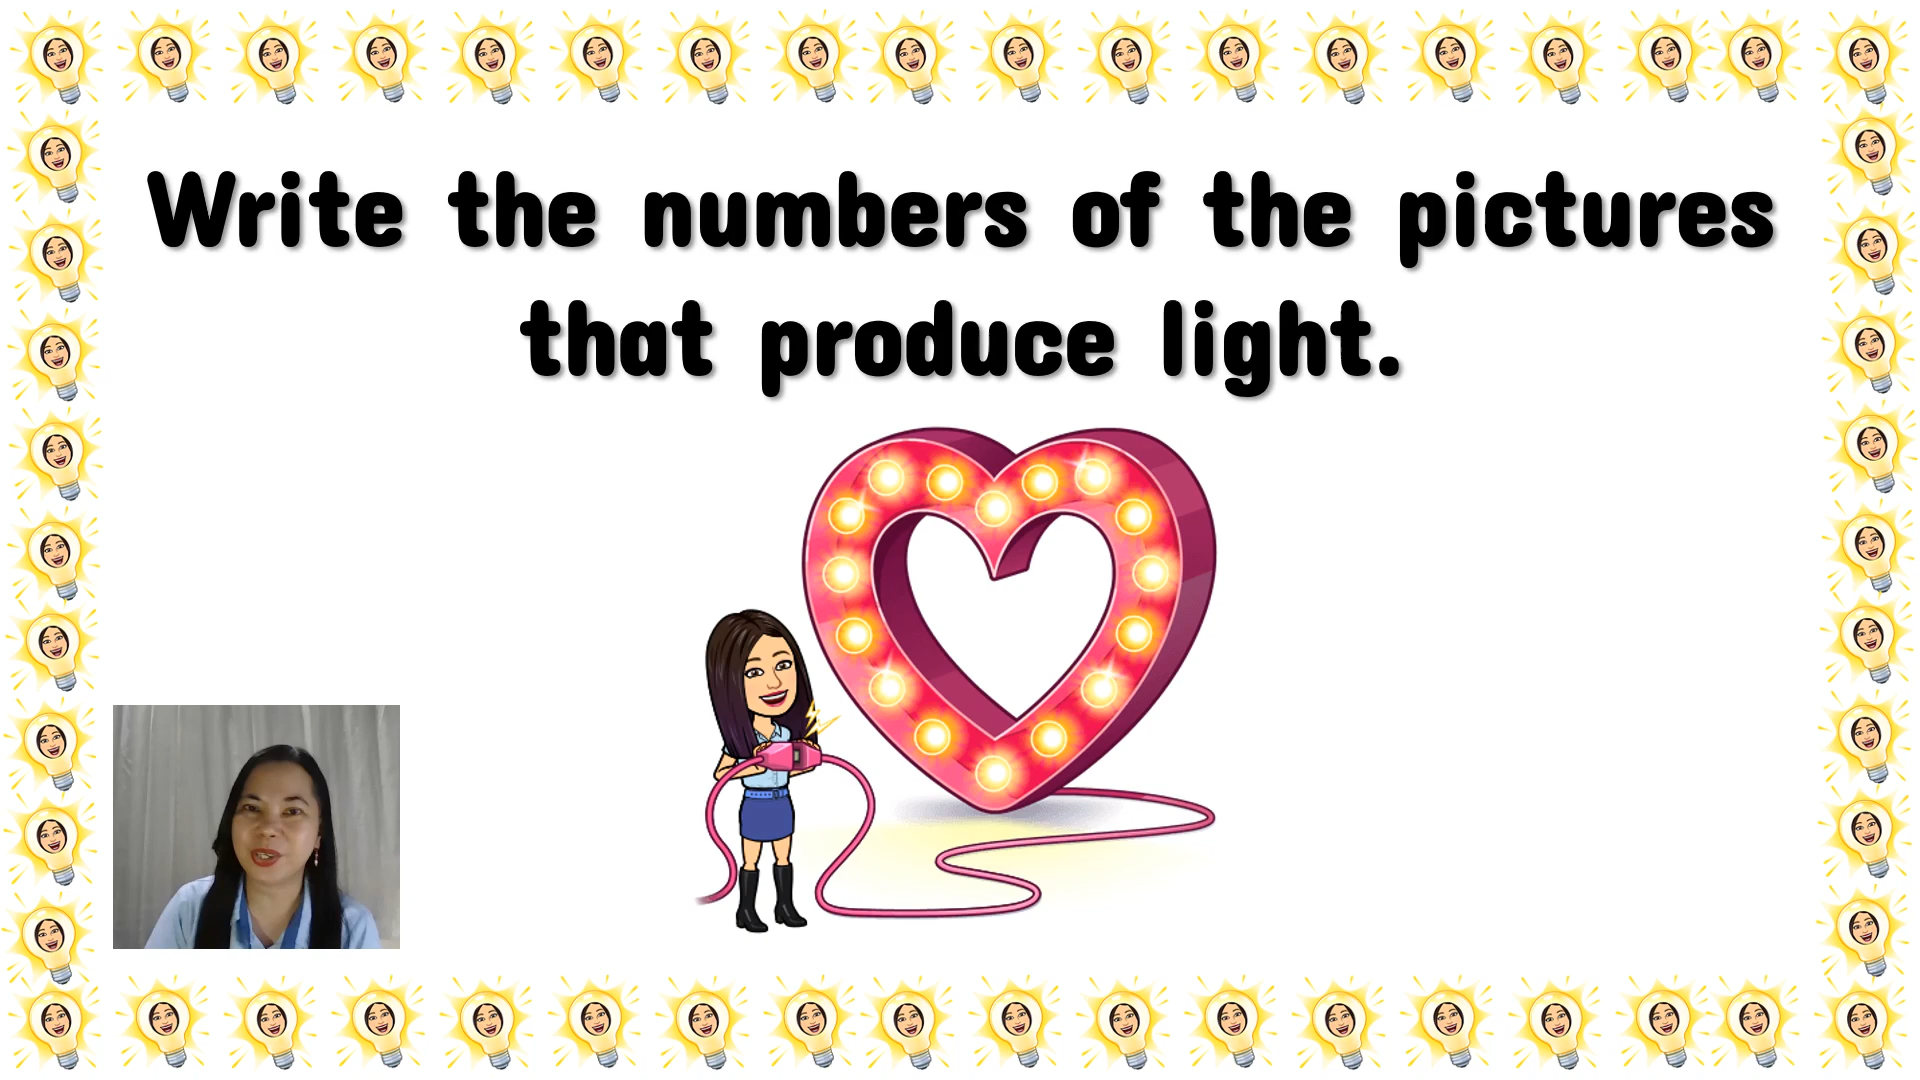 Write the numbers of the pictures
that produce light.